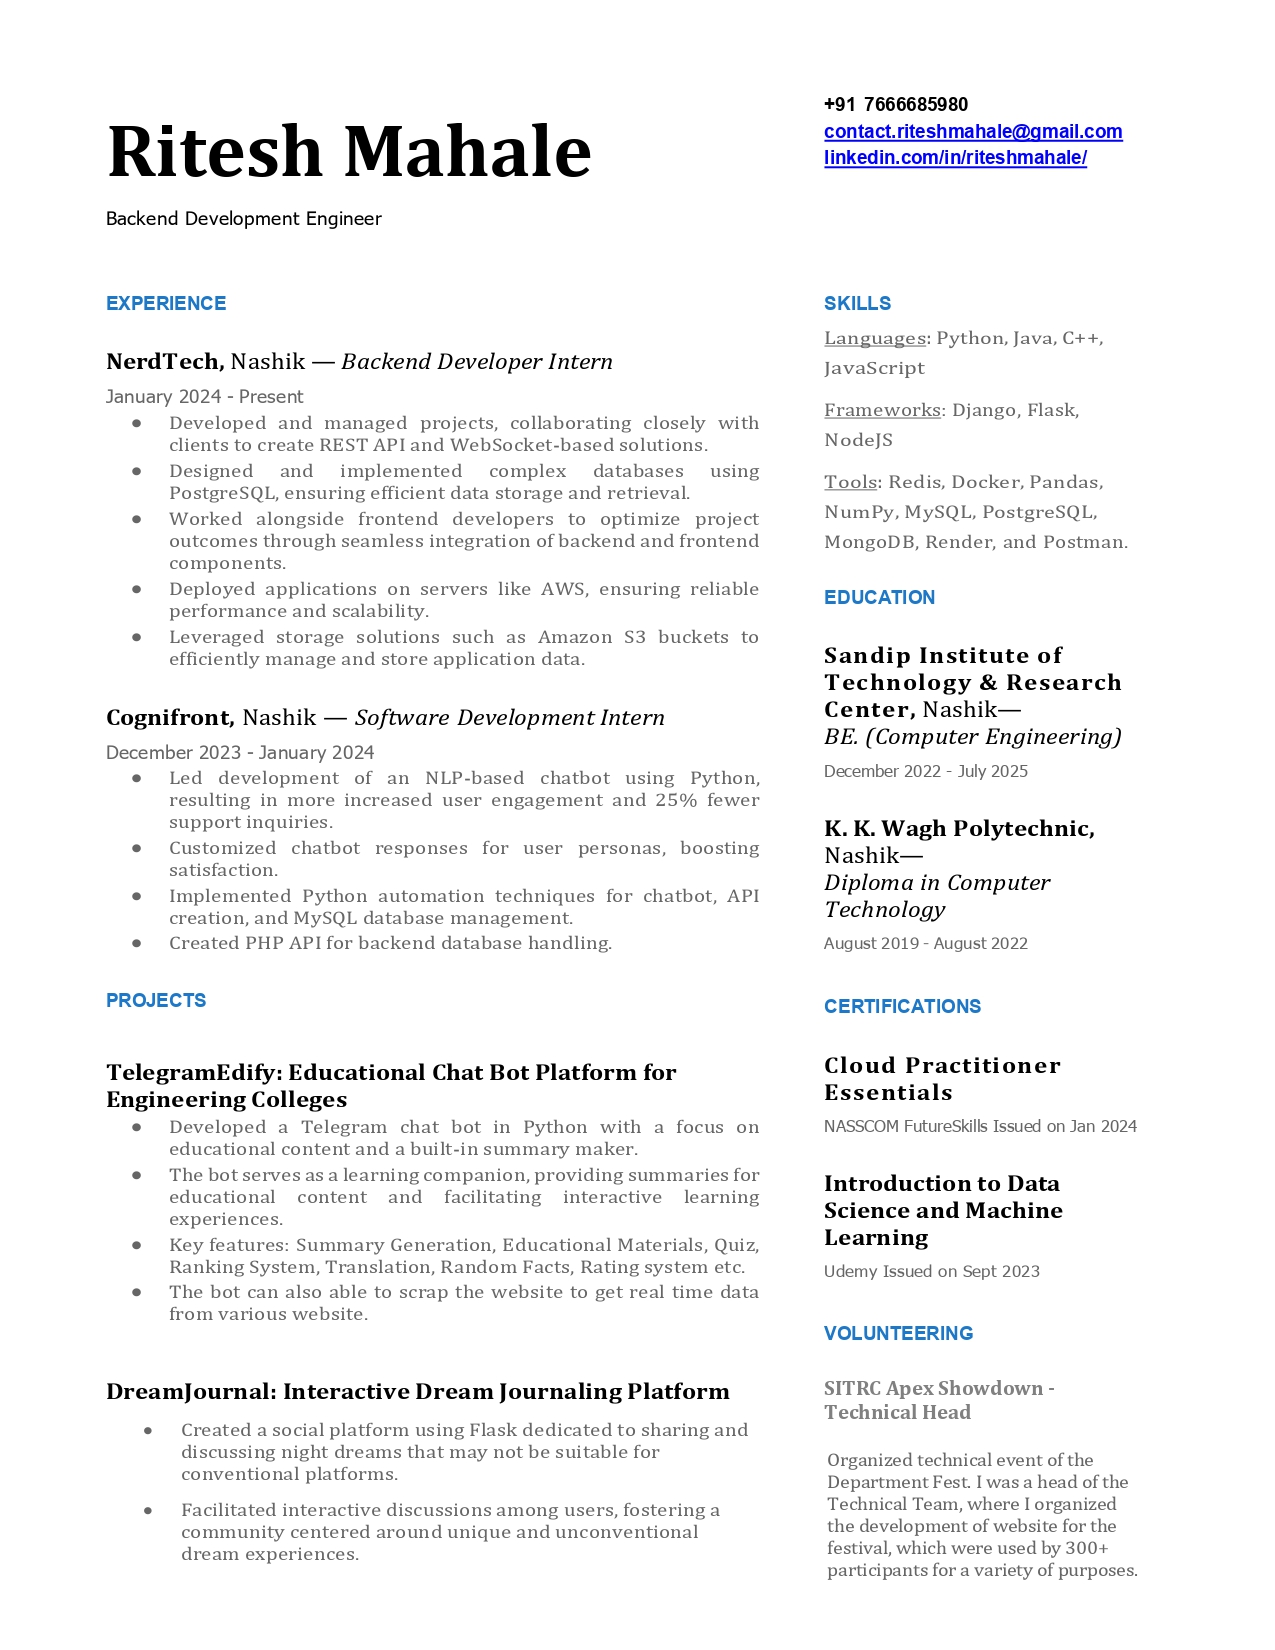 Ritesh Mahale
Backend Development Engineer
+91 7666685980
contact.riteshmahale@gmail.com
linkedin.com/in/riteshmahale/
EXPERIENCE
NerdTech, Nashik — Backend Developer Intern
January 2024 - Present
● Developed and managed projects, collaborating closely with
clients to create REST API and WebSocket-based solutions.
● Designed and implemented complex databases using
PostgreSQL, ensuring efficient data storage and retrieval.
● Worked alongside frontend developers to optimize project
outcomes through seamless integration of backend and frontend
components.
● Deployed applications on servers like AWS, ensuring reliable
performance and scalability.
● Leveraged storage solutions such as Amazon S3 buckets to
efficiently manage and store application data.
Cognifront, Nashik — Software Development Intern
December 2023 - January 2024
● Led development of an NLP-based chatbot using Python,
resulting in more increased user engagement and 25% fewer
support inquiries.
● Customized chatbot responses for user personas, boosting
satisfaction.
● Implemented Python automation techniques for chatbot, API
creation, and MySQL database management.
● Created PHP API for backend database handling.
PROJECTS
TelegramEdify: Educational Chat Bot Platform for
Engineering Colleges
● Developed a Telegram chat bot in Python with a focus on
educational content and a built-in summary maker.
● The bot serves as a learning companion, providing summaries for
educational content and facilitating interactive learning
experiences.
● Key features: Summary Generation, Educational Materials, Quiz,
Ranking System, Translation, Random Facts, Rating system etc.
● The bot can also able to scrap the website to get real time data
from various website.
DreamJournal: Interactive Dream Journaling Platform
● Created a social platform using Flask dedicated to sharing and
discussing night dreams that may not be suitable for
conventional platforms.
● Facilitated interactive discussions among users, fostering a
community centered around unique and unconventional
dream experiences.
SKILLS
Languages: Python, Java, C++,
JavaScript
Frameworks: Django, Flask,
NodeJS
Tools: Redis, Docker, Pandas,
NumPy, MySQL, PostgreSQL,
MongoDB, Render, and Postman.
EDUCATION
Sandip Institute of
Technology & Research
Center, Nashik—
BE. (Computer Engineering)
December 2022 - July 2025
K. K. Wagh Polytechnic,
Nashik—
Diploma in Computer
Technology
August 2019 - August 2022
CERTIFICATIONS
Cloud Practitioner
Essentials
NASSCOM FutureSkills Issued on Jan 2024
Introduction to Data
Science and Machine
Learning
Udemy Issued on Sept 2023
VOLUNTEERING
SITRC Apex Showdown -
Technical Head
Organized technical event of the
Department Fest. I was a head of the
Technical Team, where I organized
the development of website for the
festival, which were used by 300+
participants for a variety of purposes.